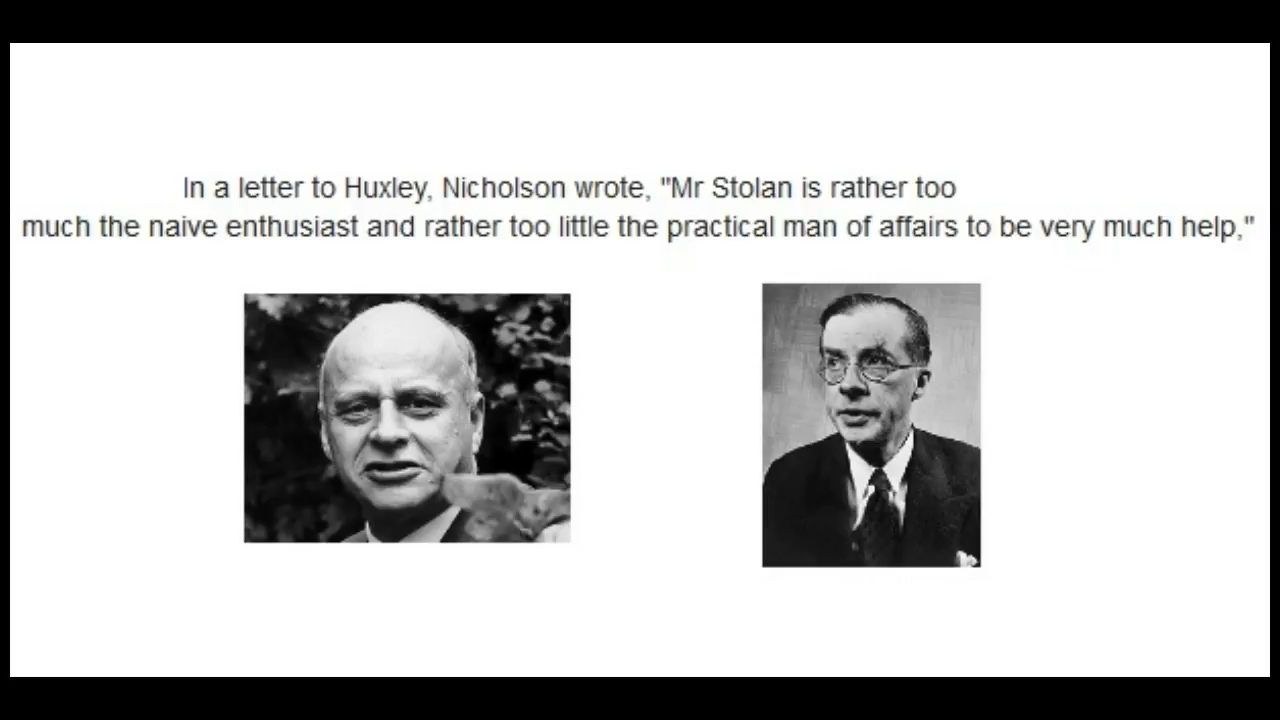 In a letter to Huxley, Nicholson wrote, "Mr Stolan is rather too
much the naive enthusiast and rather too little the practical man of affairs to be very much help,"